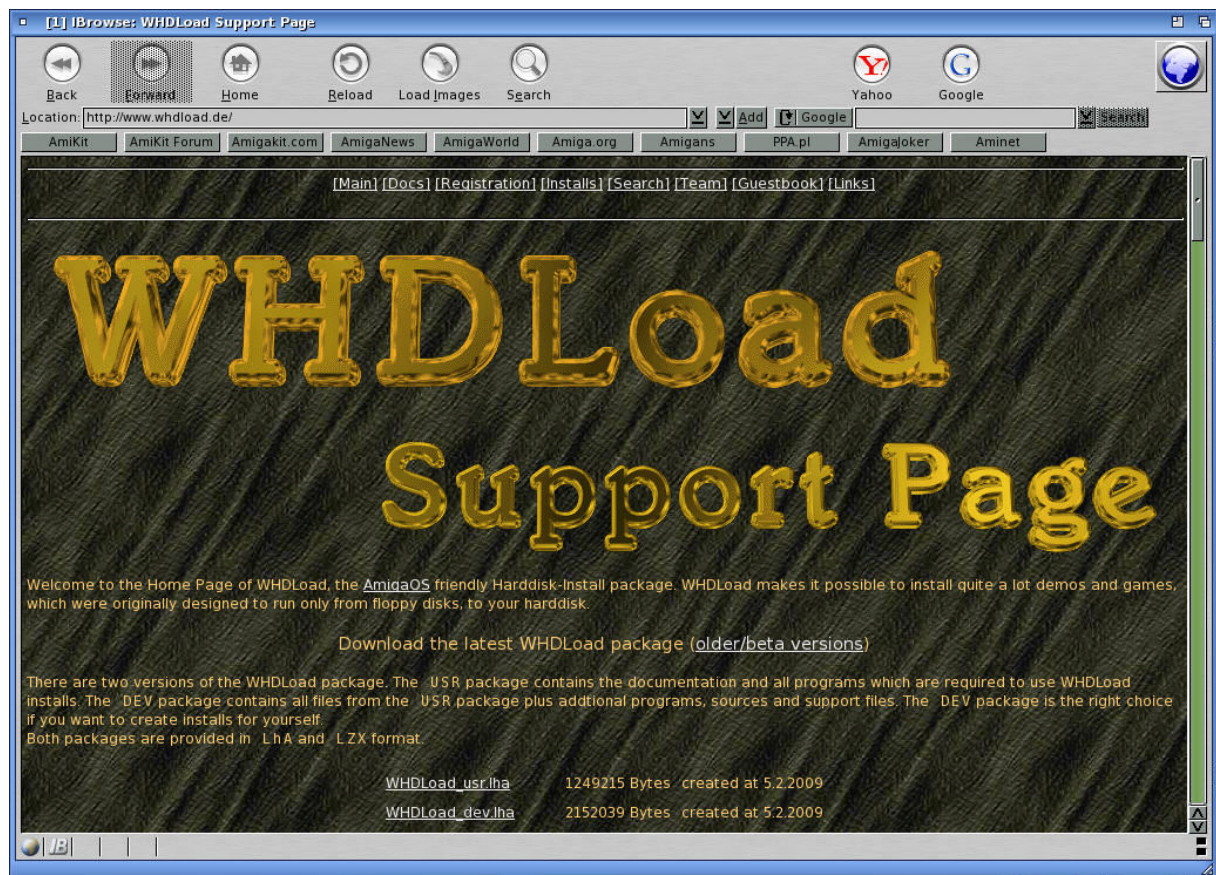 [1] IBrowse: WHDLoad Support Page
Back Forward Home Reload Load Images Search Yahoo Google
Location: http://www.whdload.de/ Add Google Search
AmiKit AmiKit Forum Amigakit.com AmigaNews AmigaWorld Amiga.org Amigans PPA.pl AmigaJoker Aminet
[Main] [Docs] [Registration] [Installs] [Search] [Team] [Guestbook] [Links]
WHDLoad
Support Page
Welcome to the Home Page of WHDLoad, the AmigaOS friendly Harddisk-Install package. WHDLoad makes it possible to install quite a lot demos and games,
which were originally designed to run only from floppy disks, to your harddisk.
Download the latest WHDLoad package (older/beta versions)
There are two versions of the WHDLoad package. The USR package contains the documentation and all programs which are required to use WHDLoad
installs. The DEV package contains all files from the USR package plus addtional programs, sources and support files. The DEV package is the right choice
if you want to create installs for yourself.
Both packages are provided in LhA and LZX format.
WHDLoad_usr.lha 1249215 Bytes created at 5.2.2009
WHDLoad_dev.lha 2152039 Bytes created at 5.2.2009
IB